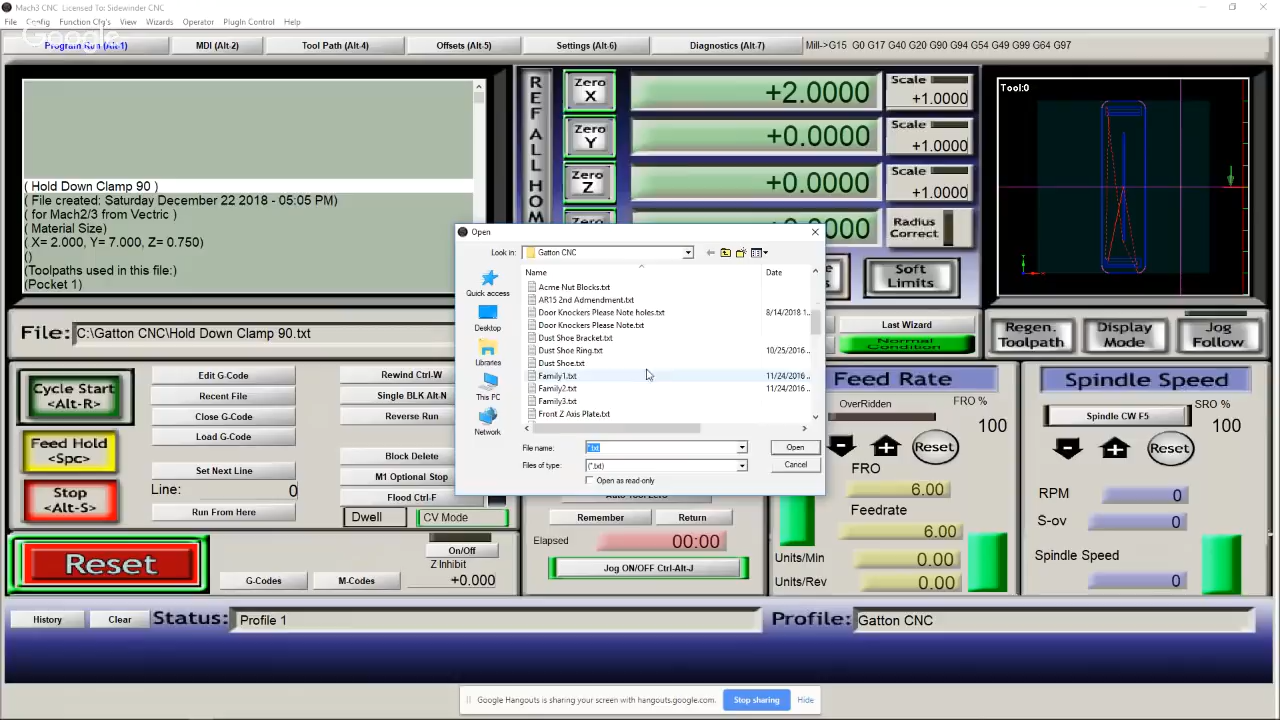 Mach3 CNC Licensed To: Sidewinder CNC
File Config Function Cfg's View Wizards Operator PlugIn Control Help
Google
Program Run (Alt-1) MDI (Alt-2) Tool Path (Alt-4) Offsets (Alt-5) Settings (Alt-6) Diagnostics (Alt-7) Mill->G15 G0 G17 G40 G20 G90 G94 G54 G49 G99 G64 G97
( Hold Down Clamp 90 )
( File created: Saturday December 22 2018 - 05:05 PM)
( for Mach2/3 from Vectric )
( Material Size)
( X= 2.000, Y= 7.000, Z= 0.750)
()
(Toolpaths used in this file:)
(Pocket 1)
REF ALL HOM
Zero X +2.0000 Scale +1.0000
Zero Y +0.0000 Scale +1.0000
Zero Z +0.0000 Scale +1.0000
Radius Correct
Soft Limits
Tool:0
File: C:\Gatton CNC\Hold Down Clamp 90.txt
Last Wizard
Normal Condition
Regen. Toolpath Display Mode Jog Follow
Open
Look in: Gatton CNC
Name Date
Quick access
Desktop
Libraries
This PC
Network
Acme Nut Blocks.txt
AR15 2nd Admendment.txt
Door Knockers Please Note holes.txt 8/14/2018 1...
Door Knockers Please Note.txt
Dust Shoe Bracket.txt
Dust Shoe Ring.txt 10/25/2016 ...
Dust Shoe.txt
Family1.txt 11/24/2016 ...
Family2.txt 11/24/2016 ...
Family3.txt
Front Z Axis Plate.txt
File name: *.txt Open
Files of type: (*.txt) Cancel
Open as read-only
Cycle Start <Alt-R>
Feed Hold <Spc>
Stop <Alt-S>
Edit G-Code
Recent File
Close G-Code
Load G-Code
Set Next Line
Line: 0
Run From Here
Rewind Ctrl-W
Single BLK Alt-N
Reverse Run
Block Delete
M1 Optional Stop
Flood Ctrl-F
Dwell CV Mode
Reset
On/Off
Z Inhibit
+0.000
G-Codes M-Codes
Auto Tool Zero
Remember Return
Elapsed 00:00
Jog ON/OFF Ctrl-Alt-J
Feed Rate
OverRidden FRO % 100
Reset
FRO 6.00
Feedrate 6.00
Units/Min 0.00
Units/Rev 0.00
Spindle Speed
Spindle CW F5 SRO % 100
Reset
RPM 0
S-ov 0
Spindle Speed 0
History Clear Status: Profile 1 Profile: Gatton CNC
Google Hangouts is sharing your screen with hangouts.google.com. Stop sharing Hide